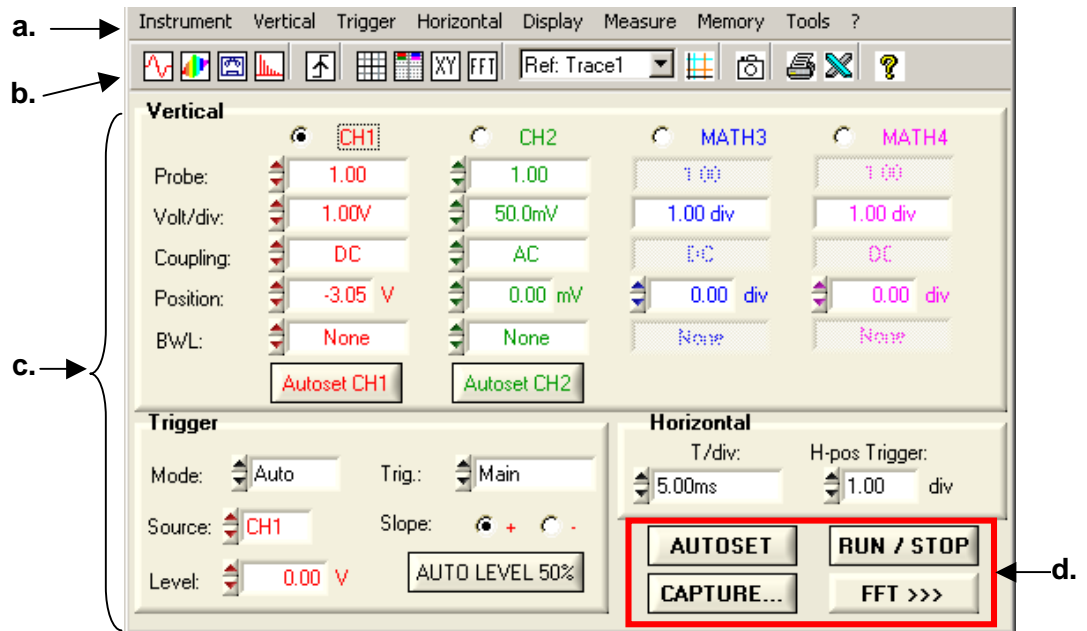 a.
Instrument Vertical Trigger Horizontal Display Measure Memory Tools ?
b.
XY FFT Ref: Trace1 ?
Vertical
CH1 CH2 MATH3 MATH4
Probe: 1.00 1.00 1.00 1.00
Volt/div: 1.00V 50.0mV 1.00 div 1.00 div
Coupling: DC AC DC DC
Position: -3.05 V 0.00 mV 0.00 div 0.00 div
BWL: None None None None
c.
Autoset CH1 Autoset CH2
Trigger
Mode: Auto Trig.: Main
Source: CH1 Slope: + -
Level: 0.00 V AUTO LEVEL 50%
Horizontal
T/div: H-pos Trigger:
5.00ms 1.00 div
AUTOSET RUN / STOP
d.
CAPTURE... FFT >>>